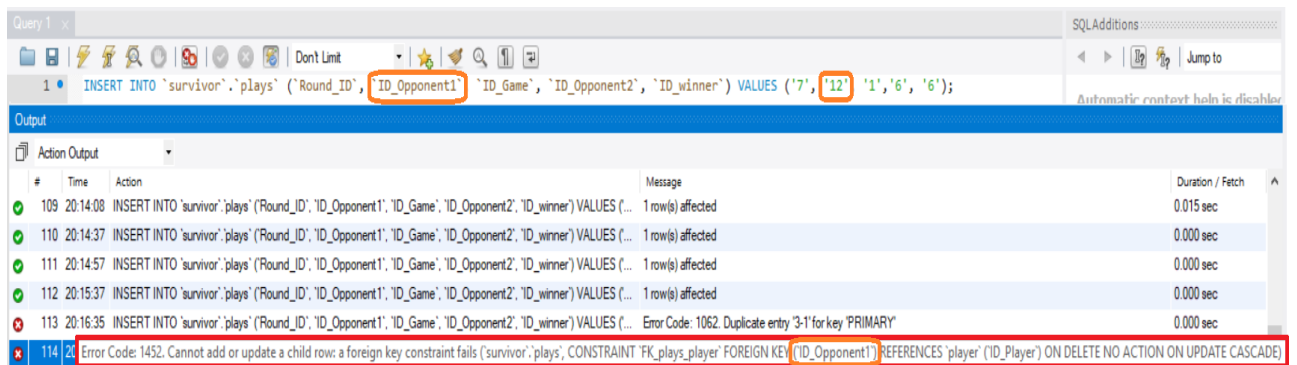 Query 1 ×
SQLAdditions
Don't Limit
Jump to
1 INSERT INTO `survivor`.`plays` (`Round_ID`, `ID_Opponent1` `ID_Game`, `ID_Opponent2`, `ID_winner`) VALUES ('7', '12' '1','6', '6');
Automatic context help is disabled
Output
Action Output
# Time Action Message Duration / Fetch
109 20:14:08 INSERT INTO `survivor`.`plays` (`Round_ID`, `ID_Opponent1`, `ID_Game`, `ID_Opponent2`, `ID_winner`) VALUES ('... 1 row(s) affected 0.015 sec
110 20:14:37 INSERT INTO `survivor`.`plays` (`Round_ID`, `ID_Opponent1`, `ID_Game`, `ID_Opponent2`, `ID_winner`) VALUES ('... 1 row(s) affected 0.000 sec
111 20:14:57 INSERT INTO `survivor`.`plays` (`Round_ID`, `ID_Opponent1`, `ID_Game`, `ID_Opponent2`, `ID_winner`) VALUES ('... 1 row(s) affected 0.000 sec
112 20:15:37 INSERT INTO `survivor`.`plays` (`Round_ID`, `ID_Opponent1`, `ID_Game`, `ID_Opponent2`, `ID_winner`) VALUES ('... 1 row(s) affected 0.000 sec
113 20:16:35 INSERT INTO `survivor`.`plays` (`Round_ID`, `ID_Opponent1`, `ID_Game`, `ID_Opponent2`, `ID_winner`) VALUES ('... Error Code: 1062. Duplicate entry '3-1' for key 'PRIMARY' 0.000 sec
114 20 Error Code: 1452. Cannot add or update a child row: a foreign key constraint fails (`survivor`.`plays`, CONSTRAINT `FK_plays_player` FOREIGN KEY (`ID_Opponent1`) REFERENCES `player` (`ID_Player`) ON DELETE NO ACTION ON UPDATE CASCADE)